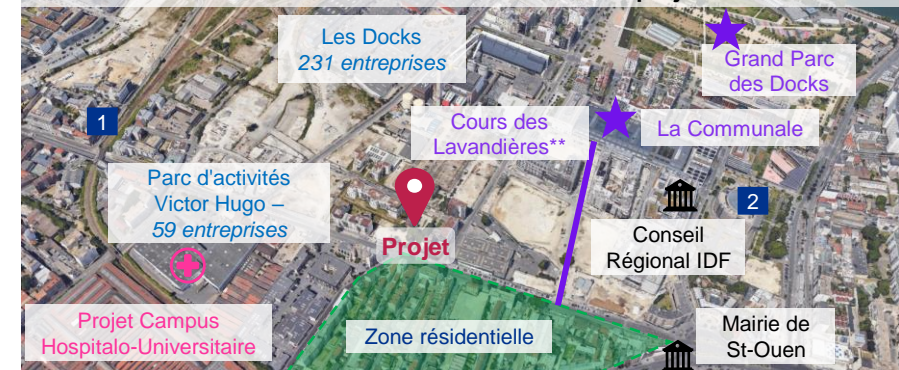 Les Docks
231 entreprises
Grand Parc
des Docks
1
Cours des
Lavandières**
La Communale
Parc d'activités
Victor Hugo –
59 entreprises
2
Projet
Conseil
Régional IDF
Projet Campus
Hospitalo-Universitaire
Zone résidentielle
Mairie de
St-Ouen